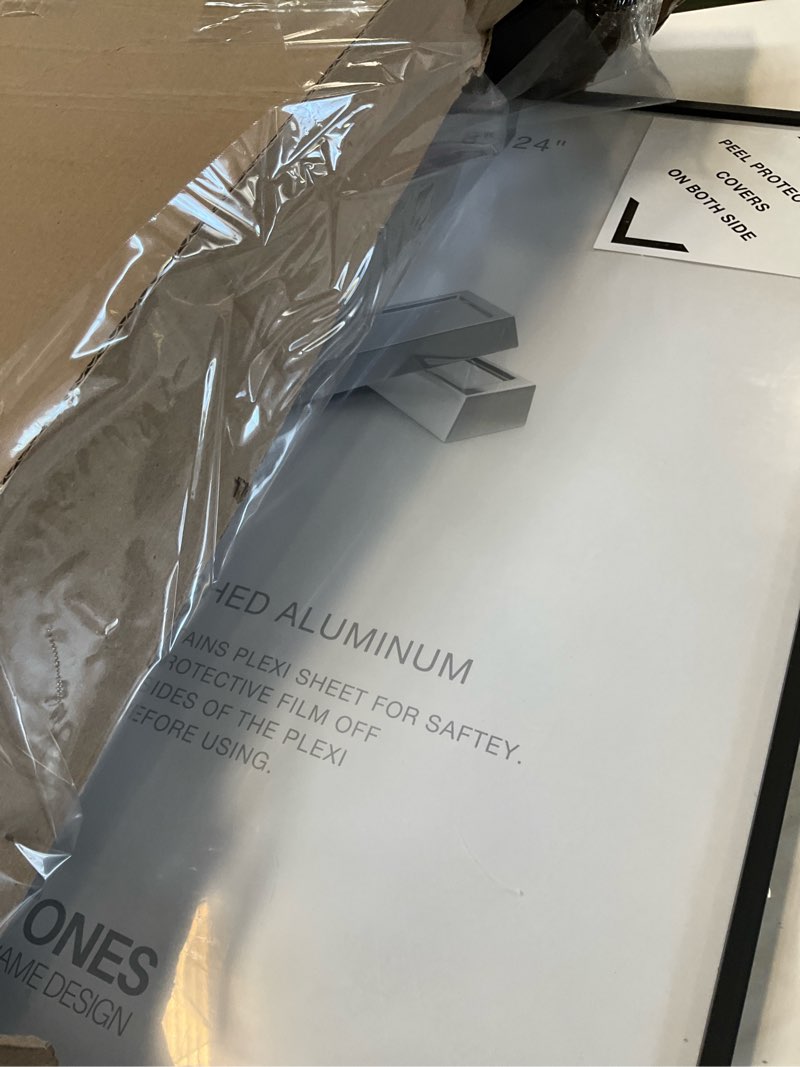 8" 24"
PEEL PROTEC
COVERS
ON BOTH SIDE
HED ALUMINUM
AINS PLEXI SHEET FOR SAFTEY.
ROTECTIVE FILM OFF
IDES OF THE PLEXI
EFORE USING.
ONES
AME DESIGN